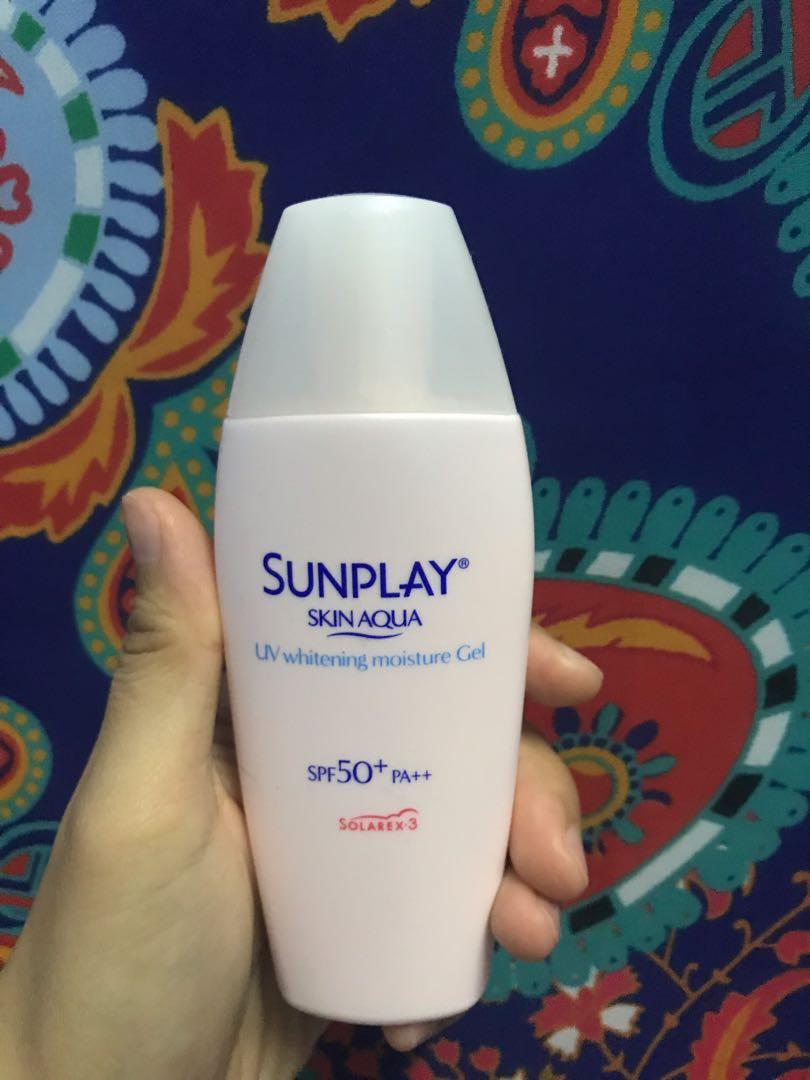 SUNPLAY®
SKIN AQUA
UV whitening moisture Gel
SPF50+ PA++
SOLAREX-3